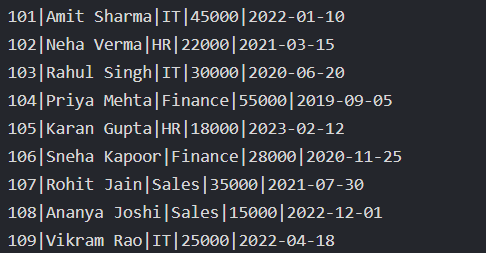 101|Amit Sharma|IT|45000|2022-01-10
102|Neha Verma|HR|22000|2021-03-15
103|Rahul Singh|IT|30000|2020-06-20
104|Priya Mehta|Finance|55000|2019-09-05
105|Karan Gupta|HR|18000|2023-02-12
106|Sneha Kapoor|Finance|28000|2020-11-25
107|Rohit Jain|Sales|35000|2021-07-30
108|Ananya Joshi|Sales|15000|2022-12-01
109|Vikram Rao|IT|25000|2022-04-18